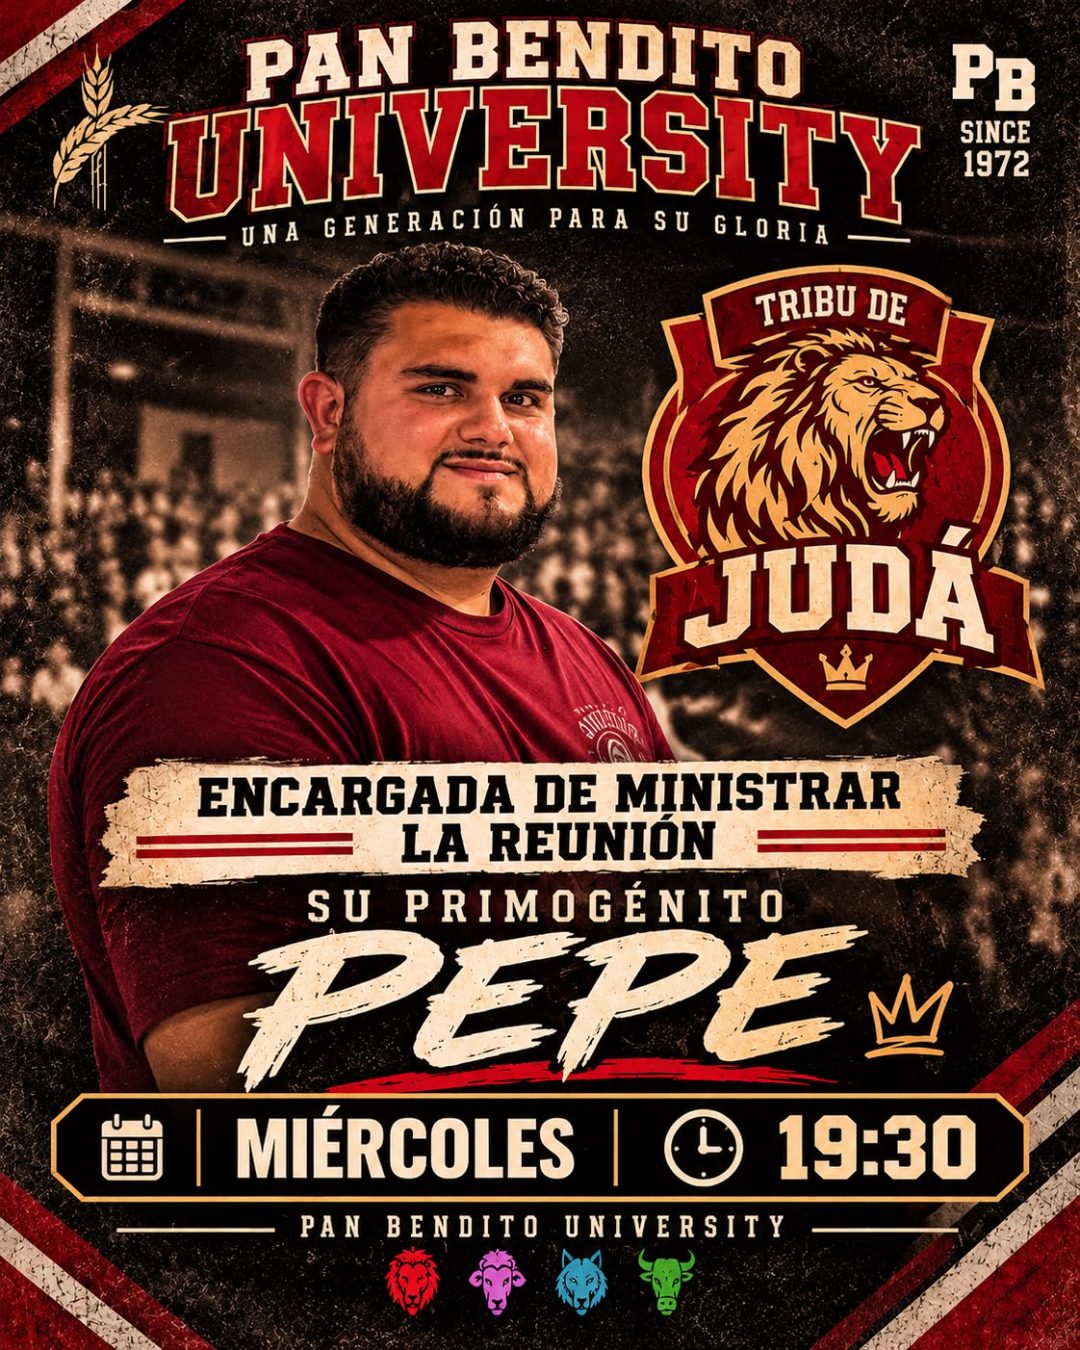 PAN BENDITO
UNIVERSITY
UNA GENERACIÓN PARA SU GLORIA
PB
SINCE
1972
TRIBU DE
JUDÁ
ENCARGADA DE MINISTRAR
LA REUNIÓN
SU PRIMOGÉNITO
PEPE
MIÉRCOLES
19:30
PAN BENDITO UNIVERSITY